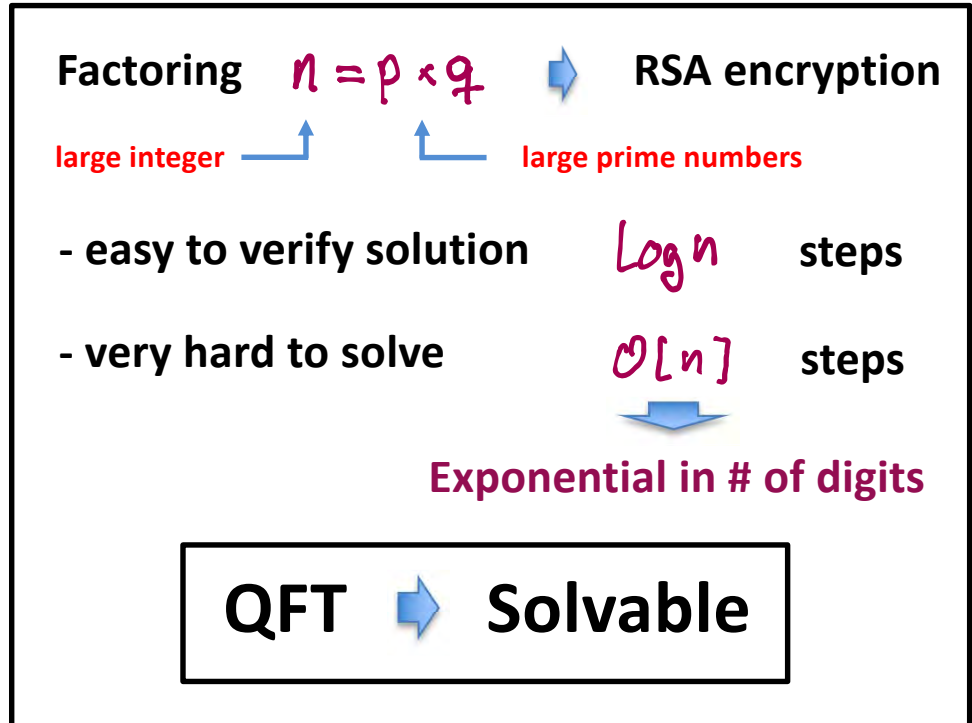 Factoring n = p × q RSA encryption
large integer large prime numbers
- easy to verify solution Log n steps
- very hard to solve O[n] steps
Exponential in # of digits
QFT Solvable